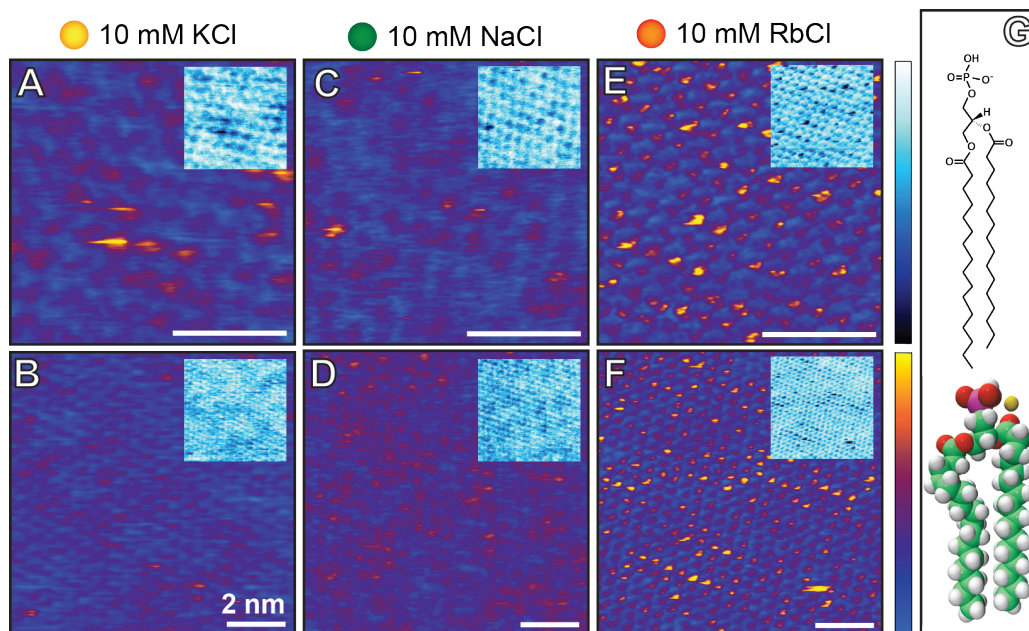 10 mM KCl
10 mM NaCl
10 mM RbCl
G
A
C
E
B
D
F
2 nm
OH
O=P-O⁻
O
H
O
O
O
O